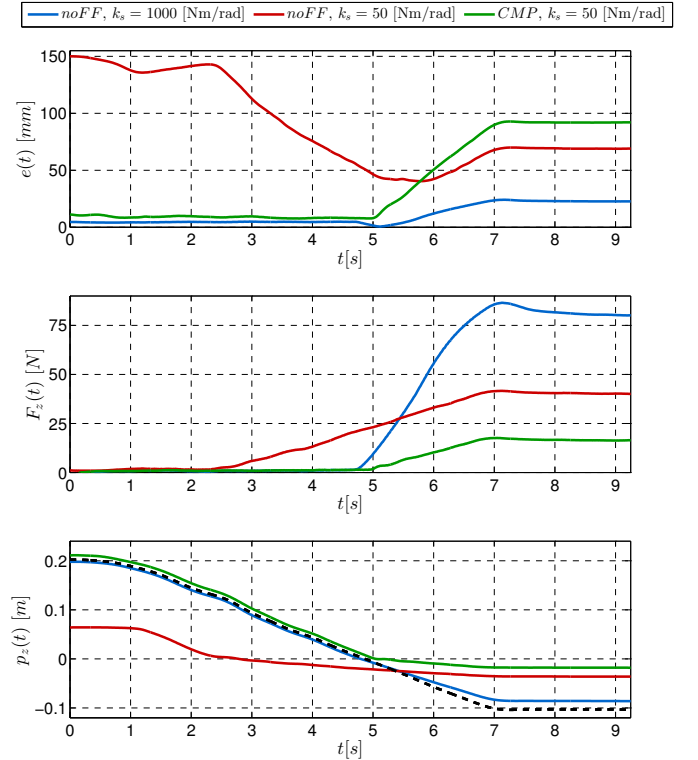 noFF, k_s = 1000 [Nm/rad] noFF, k_s = 50 [Nm/rad] CMP, k_s = 50 [Nm/rad]
150
100
50
0
e(t) [mm]
0 1 2 3 4 5 6 7 8 9
t[s]
75
50
25
0
F_z(t) [N]
0 1 2 3 4 5 6 7 8 9
t[s]
0.2
0.1
0
−0.1
p_z(t) [m]
0 1 2 3 4 5 6 7 8 9
t[s]